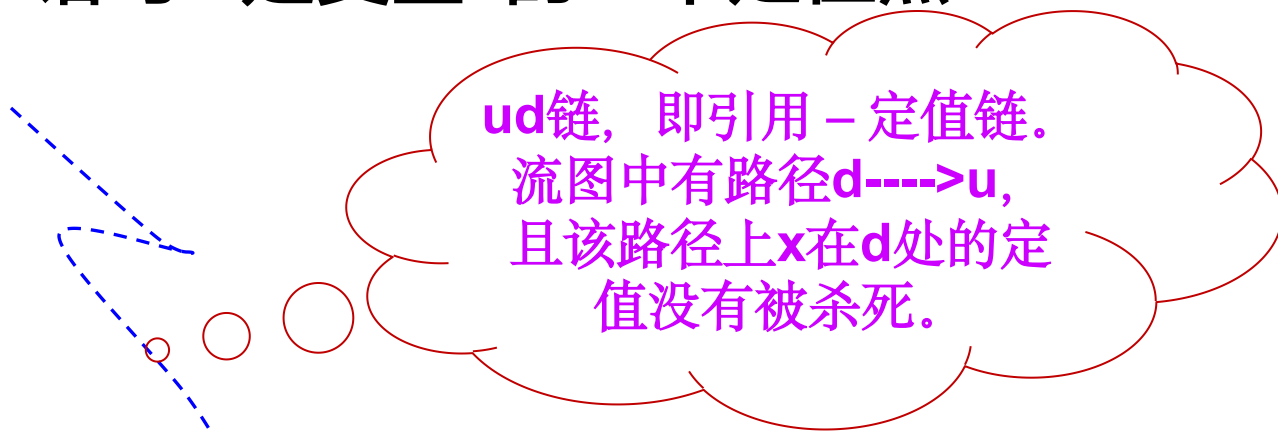 ud链, 即引用 – 定值链.
流图中有路径d---->u,
且该路径上x在d处的定
值没有被杀死.